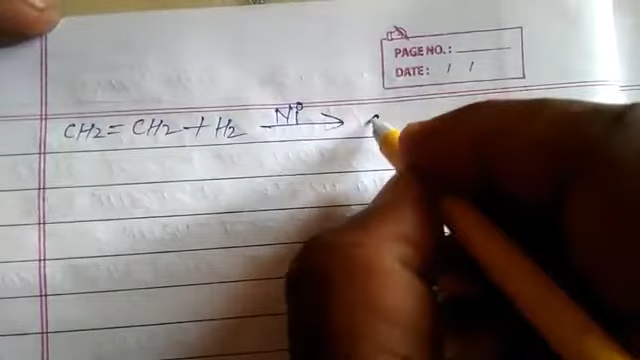 PAGE NO.:
DATE: / /
CH2 = CH2 + H2 Ni →